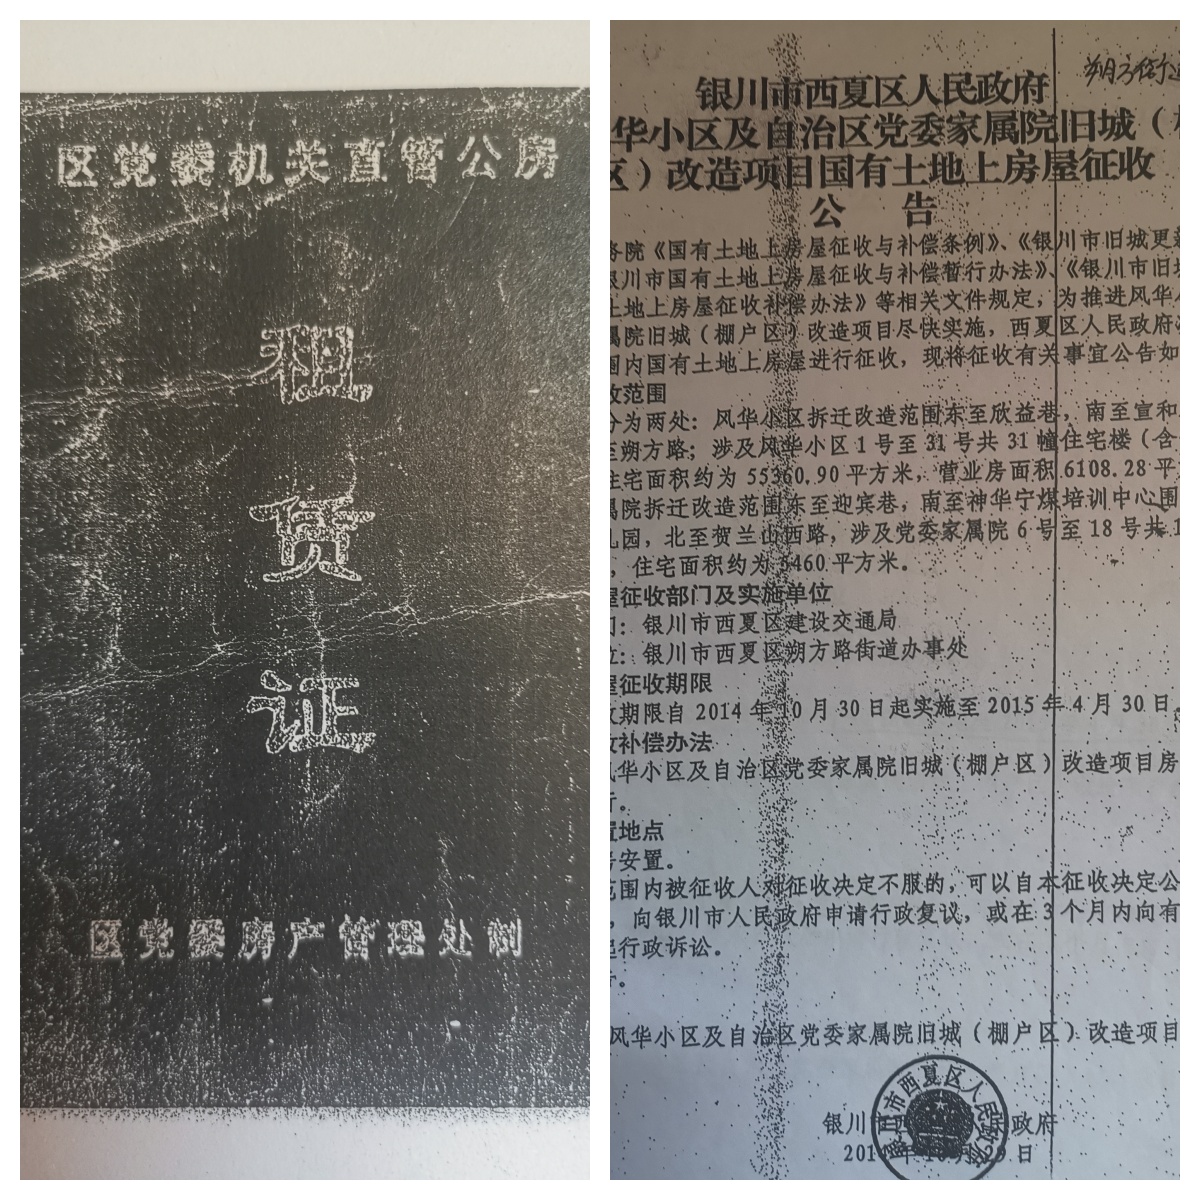 区党委机关直管公房
租
赁
证
区党委房产管理处制
银川市西夏区人民政府
华小区及自治区党委家属院旧城（
区）改造项目国有土地上房屋征收
公 告
务院《国有土地上房屋征收与补偿条例》、《银川市旧城更新
银川市国有土地上房屋征收与补偿暂行办法》、《银川市旧城
土地上房屋征收补偿办法》等相关文件规定，为推进风华小
属院旧城（棚户区）改造项目尽快实施，西夏区人民政府决
围内国有土地上房屋进行征收，现将征收有关事宜公告如
收范围
分为两处：风华小区拆迁改造范围东至欣益巷，南至宣和
至朔方路；涉及风华小区1号至31号共31幢住宅楼（含
住宅面积约为55360.90平方米，营业房面积6108.28平
属院拆迁改造范围东至迎宾巷，南至神华宁煤培训中心围
儿园，北至贺兰山西路，涉及党委家属院6号至18号共1
，住宅面积约为5460平方米。
屋征收部门及实施单位
门：银川市西夏区建设交通局
位：银川市西夏区朔方路街道办事处
屋征收期限
收期限自2014年10月30日起实施至2015年4月30日
收补偿办法
风华小区及自治区党委家属院旧城（棚户区）改造项目房
行。
置地点
安置。
范围内被征收人对征收决定不服的，可以自本征收决定公
，向银川市人民政府申请行政复议，或在3个月内向有
起行政诉讼。
风华小区及自治区党委家属院旧城（棚户区）改造项目
银川市西夏区人民政府
2014年10月29日